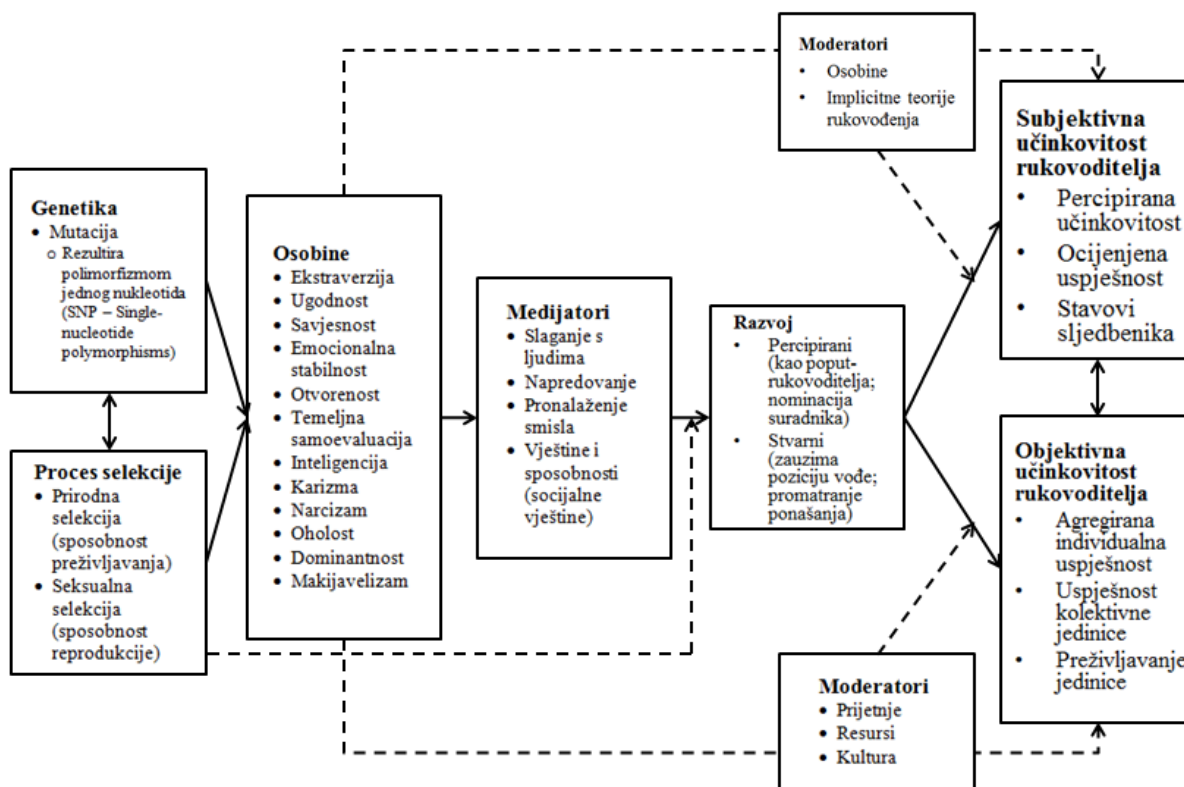 Genetika
• Mutacija
o Rezultira
polimorfizmom
jednog nukleotida
(SNP – Single-
nucleotide
polymorphisms)
Proces selekcije
• Prirodna
selekcija
(sposobnost
preživljavanja)
• Seksualna
selekcija
(sposobnost
reprodukcije)
Osobine
• Ekstraverzija
• Ugodnost
• Savjesnost
• Emocionalna
stabilnost
• Otvorenost
• Temeljna
samoevaluacija
• Inteligencija
• Karizma
• Narcizam
• Oholost
• Dominantnost
• Makijavelizam
Medijatori
• Slaganje s
ljudima
• Napredovanje
• Pronalaženje
smisla
• Vještine i
sposobnosti
(socijalne
vještine)
Razvoj
• Percipirani
(kao poput-
rukovoditelja;
nominacija
suradnika)
• Stvarni
(zauzima
poziciju vođe;
promatranje
ponašanja)
Moderatori
• Osobine
• Implicitne teorije
rukovođenja
Moderatori
• Prijetnje
• Resursi
• Kultura
Subjektivna
učinkovitost
rukovoditelja
• Percipirana
učinkovitost
• Ocijenjena
uspješnost
• Stavovi
sljedbenika
Objektivna
učinkovitost
rukovoditelja
• Agregirana
individualna
uspješnost
• Uspješnost
kolektivne
jedinice
• Preživljavanje
jedinice